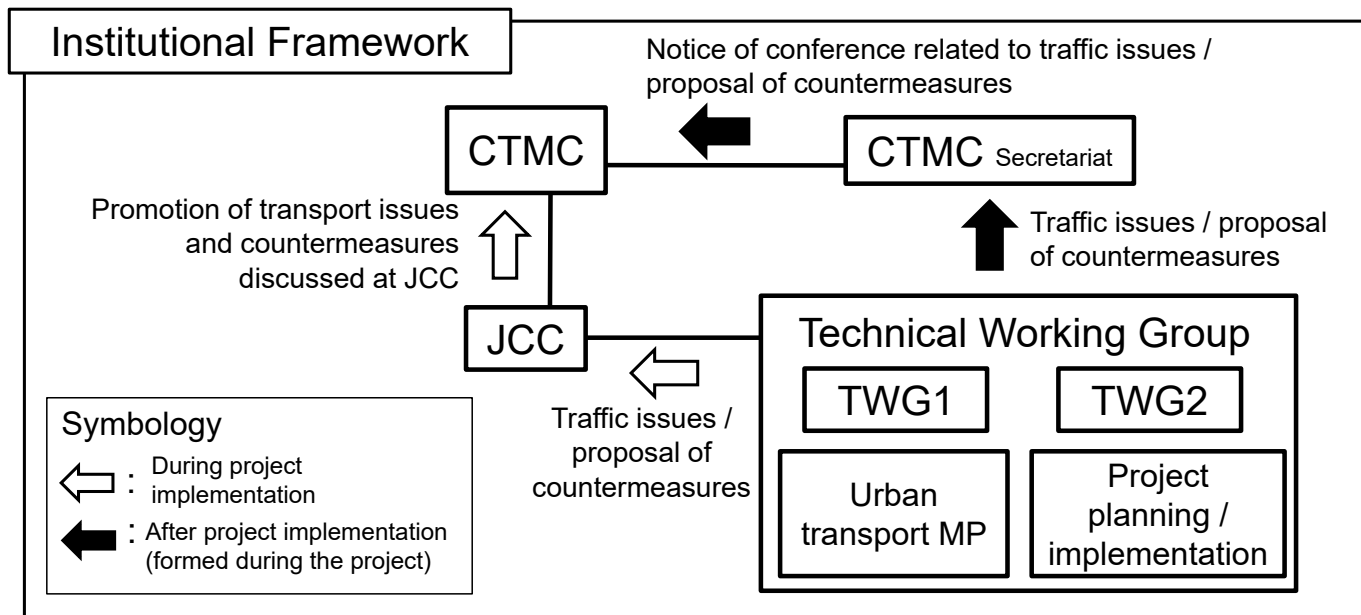 Institutional Framework
Notice of conference related to traffic issues /
proposal of countermeasures
CTMC
CTMC Secretariat
Promotion of transport issues
and countermeasures
discussed at JCC
Traffic issues / proposal
of countermeasures
JCC
Technical Working Group
TWG1
TWG2
Traffic issues /
proposal of
countermeasures
Urban
transport MP
Project
planning /
implementation
Symbology
: During project
implementation
: After project implementation
(formed during the project)